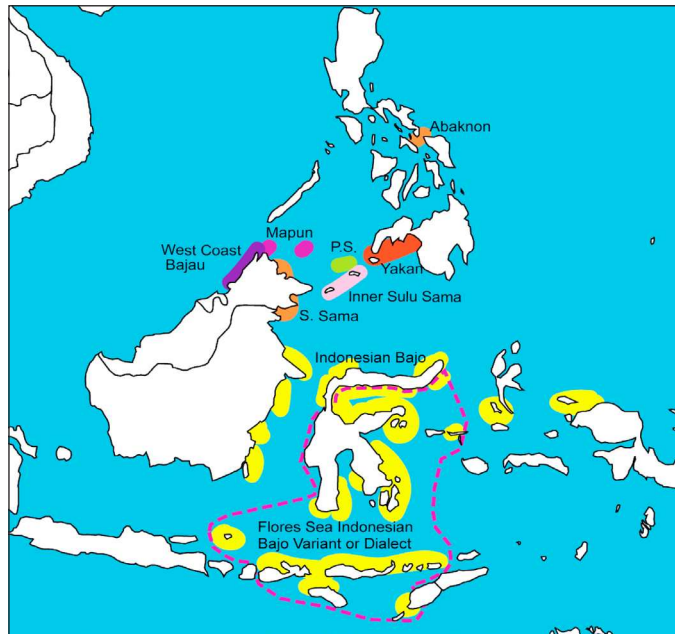 Abaknon
Mapun
West Coast
Bajau
P.S.
Yakan
Inner Sulu Sama
S. Sama
Indonesian Bajo
Flores Sea Indonesian
Bajo Variant or Dialect